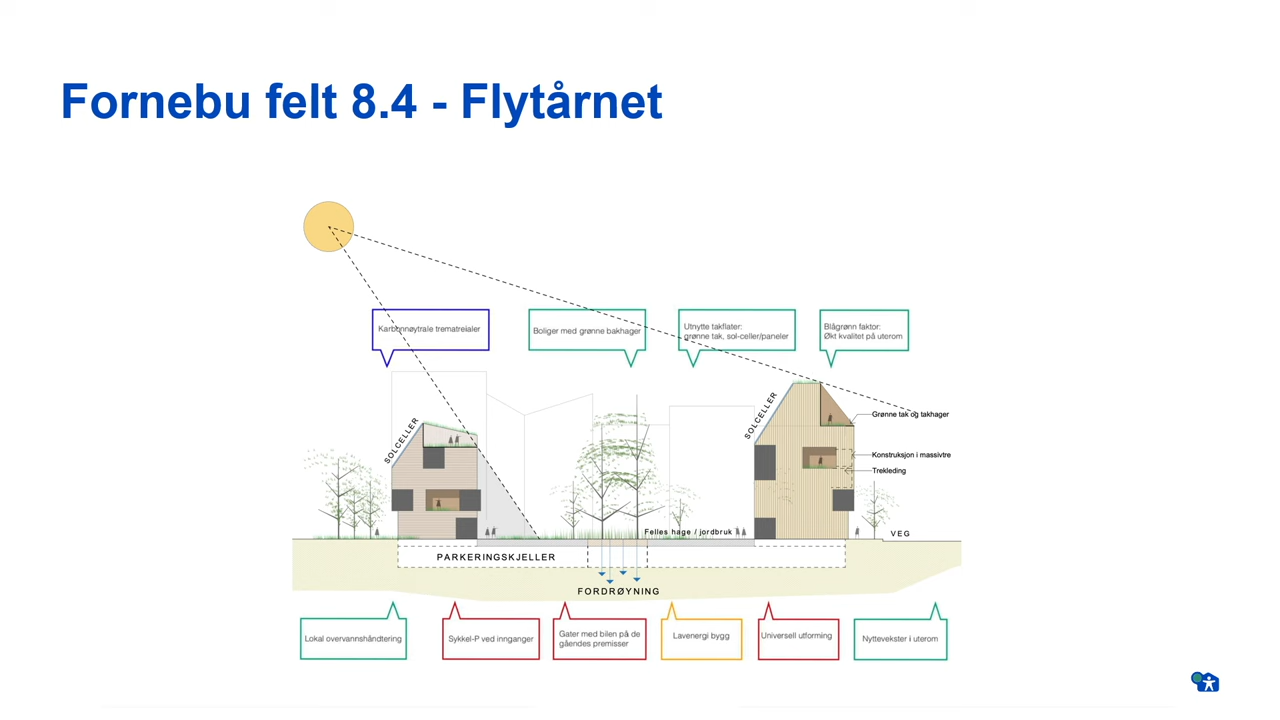 Fornebu felt 8.4 - Flytårnet
Karbonnøytrale trematreialer
Boliger med grønne bakhager
Utnytte takflater:
grønne tak, sol-celler/paneler
Blågrønn faktor:
Økt kvalitet på uterom
SOLCELLER
SOLCELLER
Grønne tak og takhager
Konstruksjon i massivtre
Trekleding
Felles hage / jordbruk
VEG
PARKERINGSKJELLER
FORDRØYNING
Lokal overvannshåndtering
Sykkel-P ved innganger
Gater med bilen på de
gåendes premisser
Lavenergi bygg
Universell utforming
Nyttevekster i uterom